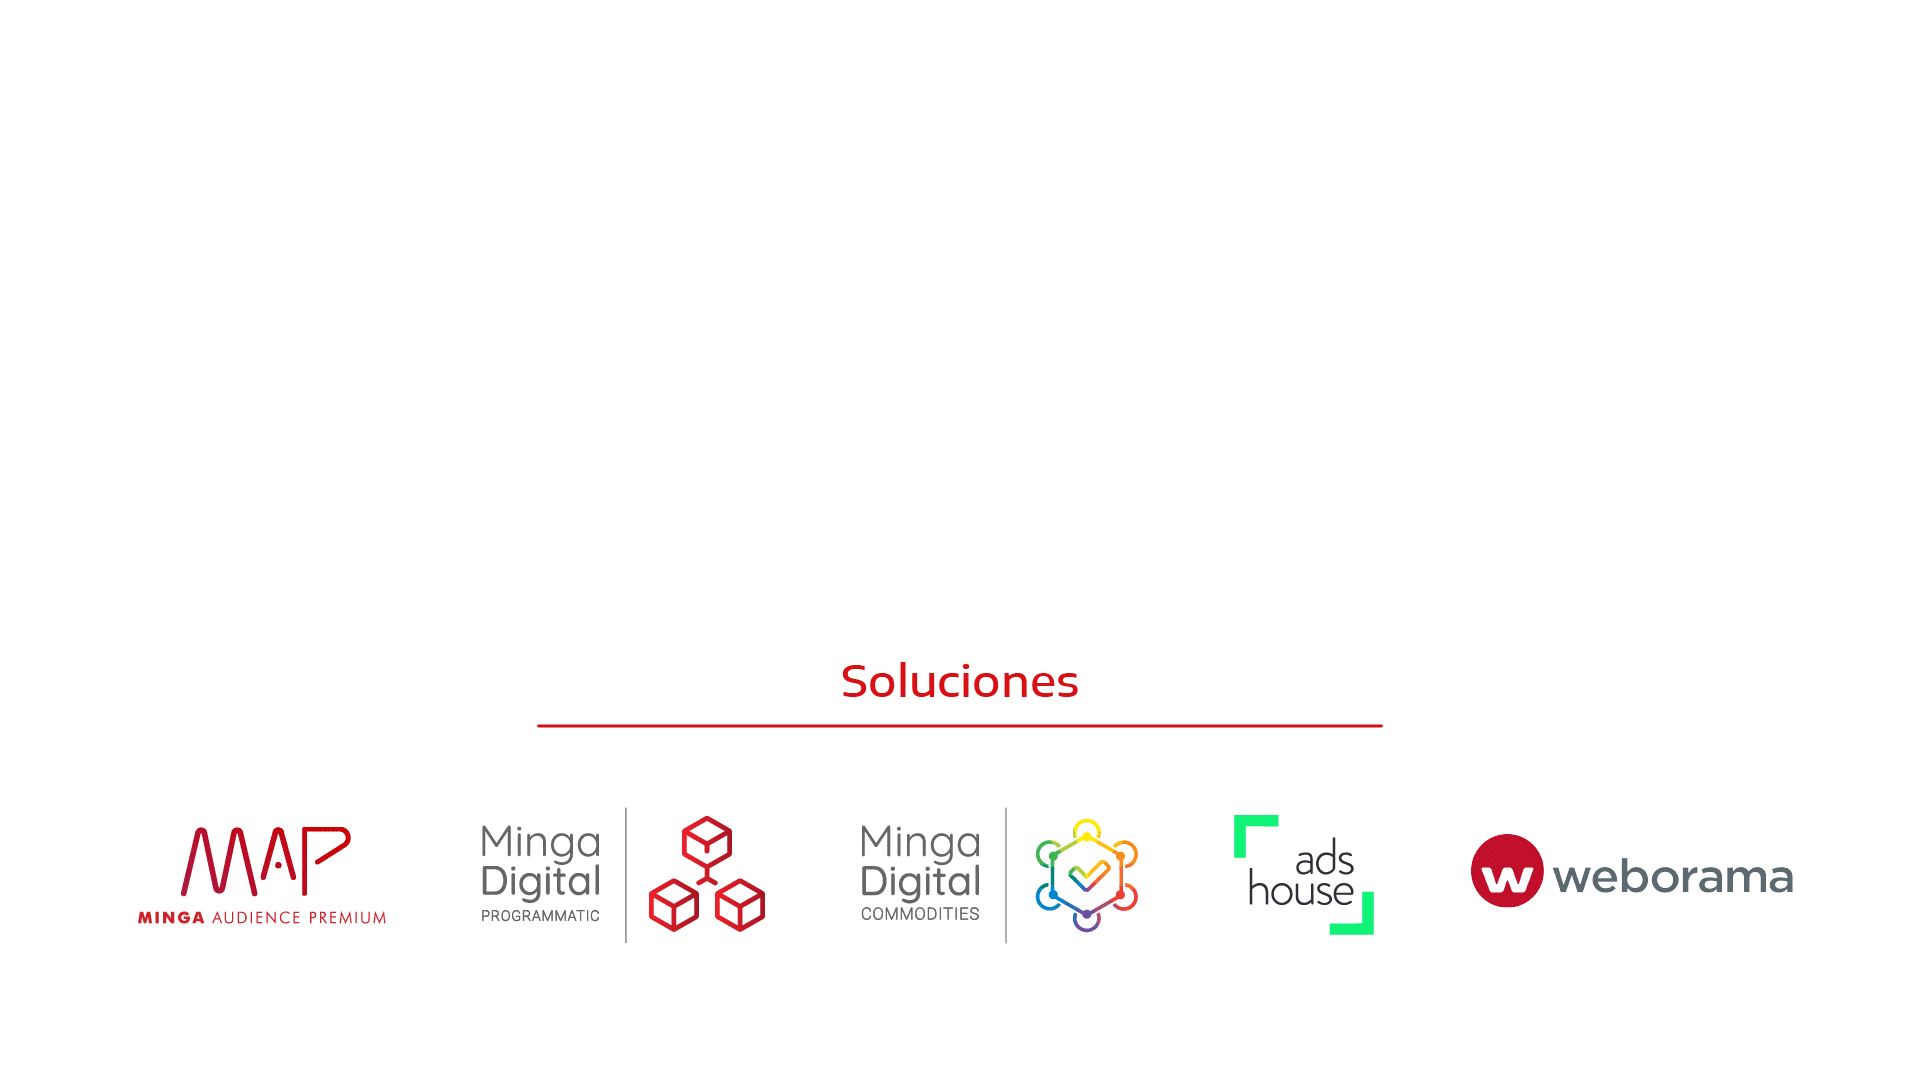 Soluciones
MAP
MINGA AUDIENCE PREMIUM
Minga
Digital
PROGRAMMATIC
Minga
Digital
COMMODITIES
ads
house
w weborama